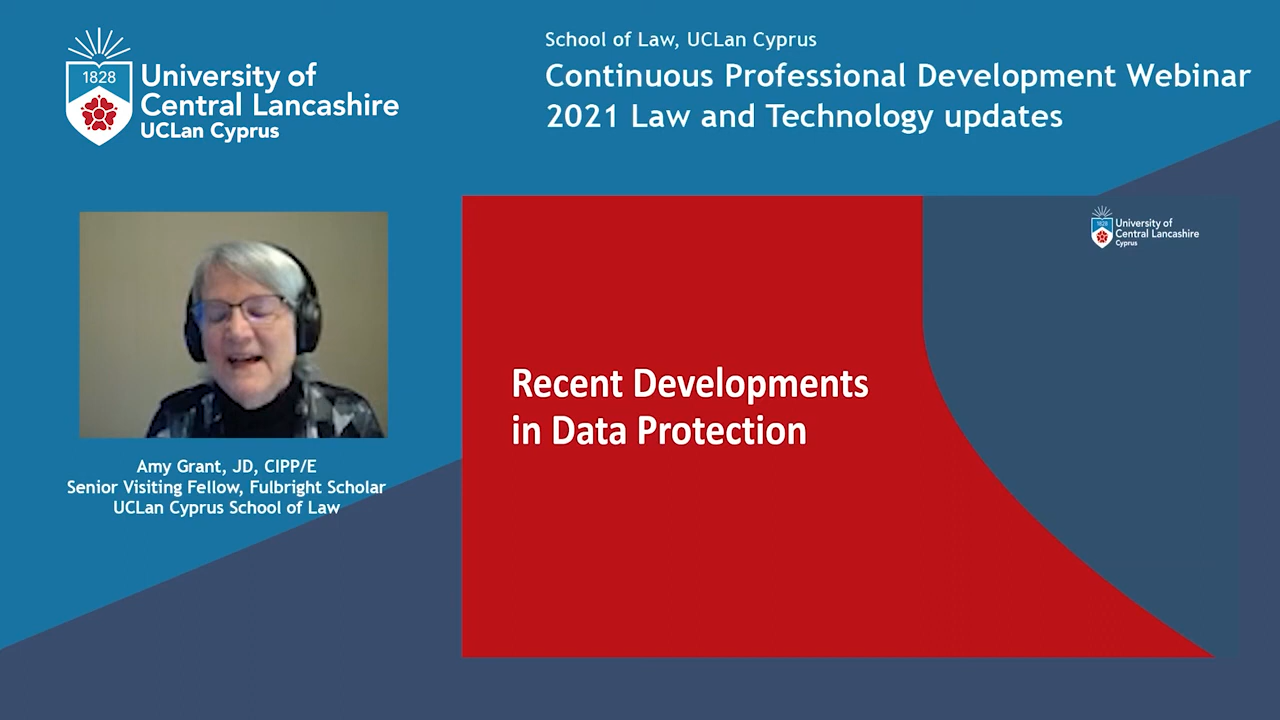 1828
University of
Central Lancashire
UCLan Cyprus
School of Law, UCLan Cyprus
Continuous Professional Development Webinar
2021 Law and Technology updates
1828
University of
Central Lancashire
Cyprus
Recent Developments
in Data Protection
Amy Grant, JD, CIPP/E
Senior Visiting Fellow, Fulbright Scholar
UCLan Cyprus School of Law